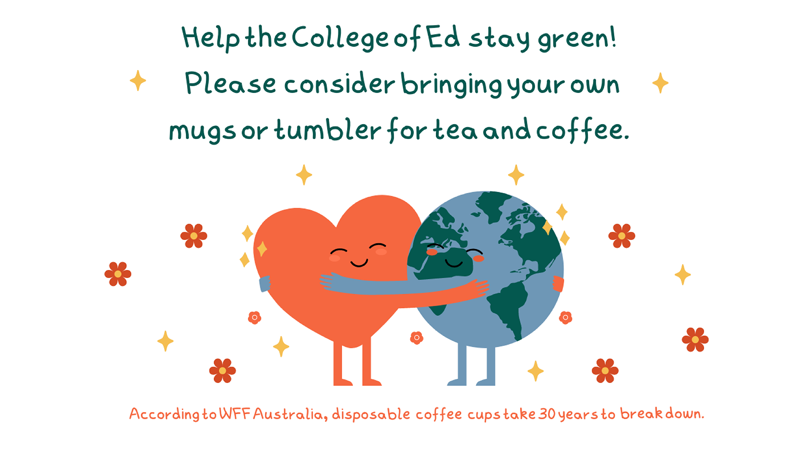 Help the College of Ed stay green!
Please consider bringing your own
mugs or tumbler for tea and coffee.
According to WFF Australia, disposable coffee cups take 30 years to break down.